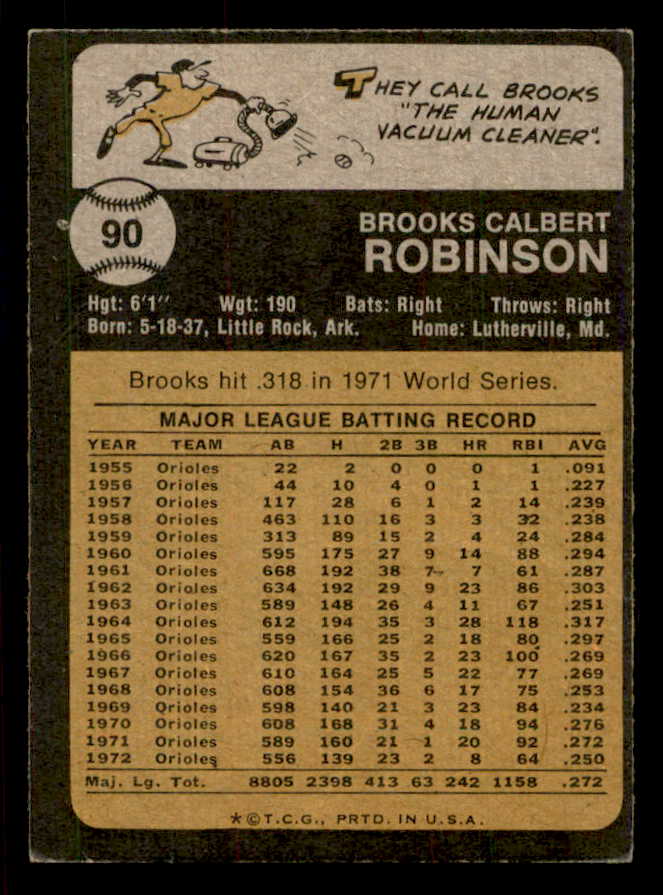 THEY CALL BROOKS
"THE HUMAN
VACUUM CLEANER".
90
BROOKS CALBERT
ROBINSON
Hgt: 6'1" Wgt: 190 Bats: Right Throws: Right
Born: 5-18-37, Little Rock, Ark. Home: Lutherville, Md.
Brooks hit .318 in 1971 World Series.
MAJOR LEAGUE BATTING RECORD
YEAR TEAM AB H 2B 3B HR RBI AVG
1955 Orioles 22 2 0 0 0 1 .091
1956 Orioles 44 10 4 0 1 1 .227
1957 Orioles 117 28 6 1 2 14 .239
1958 Orioles 463 110 16 3 3 32 .238
1959 Orioles 313 89 15 2 4 24 .284
1960 Orioles 595 175 27 9 14 88 .294
1961 Orioles 668 192 38 7 7 61 .287
1962 Orioles 634 192 29 9 23 86 .303
1963 Orioles 589 148 26 4 11 67 .251
1964 Orioles 612 194 35 3 28 118 .317
1965 Orioles 559 166 25 2 18 80 .297
1966 Orioles 620 167 35 2 23 100 .269
1967 Orioles 610 164 25 5 22 77 .269
1968 Orioles 608 154 36 6 17 75 .253
1969 Orioles 598 140 21 3 23 84 .234
1970 Orioles 608 168 31 4 18 94 .276
1971 Orioles 589 160 21 1 20 92 .272
1972 Orioles 556 139 23 2 8 64 .250
Maj. Lg. Tot. 8805 2398 413 63 242 1158 .272
*©T.C.G., PRTD. IN U.S.A.